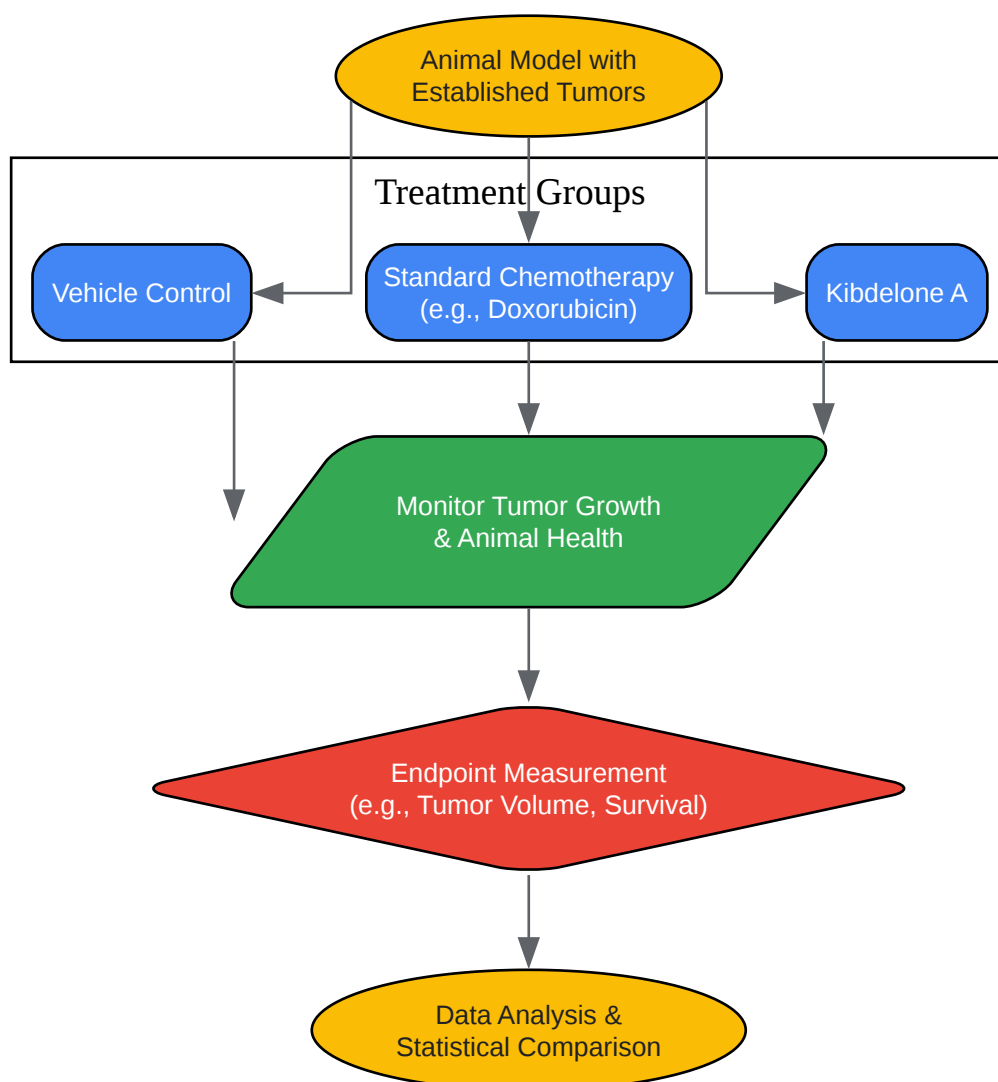 Animal Model with
Established Tumors
Treatment Groups
Vehicle Control
Standard Chemotherapy
(e.g., Doxorubicin)
Kibdelone A
Monitor Tumor Growth
& Animal Health
Endpoint Measurement
(e.g., Tumor Volume, Survival)
Data Analysis &
Statistical Comparison